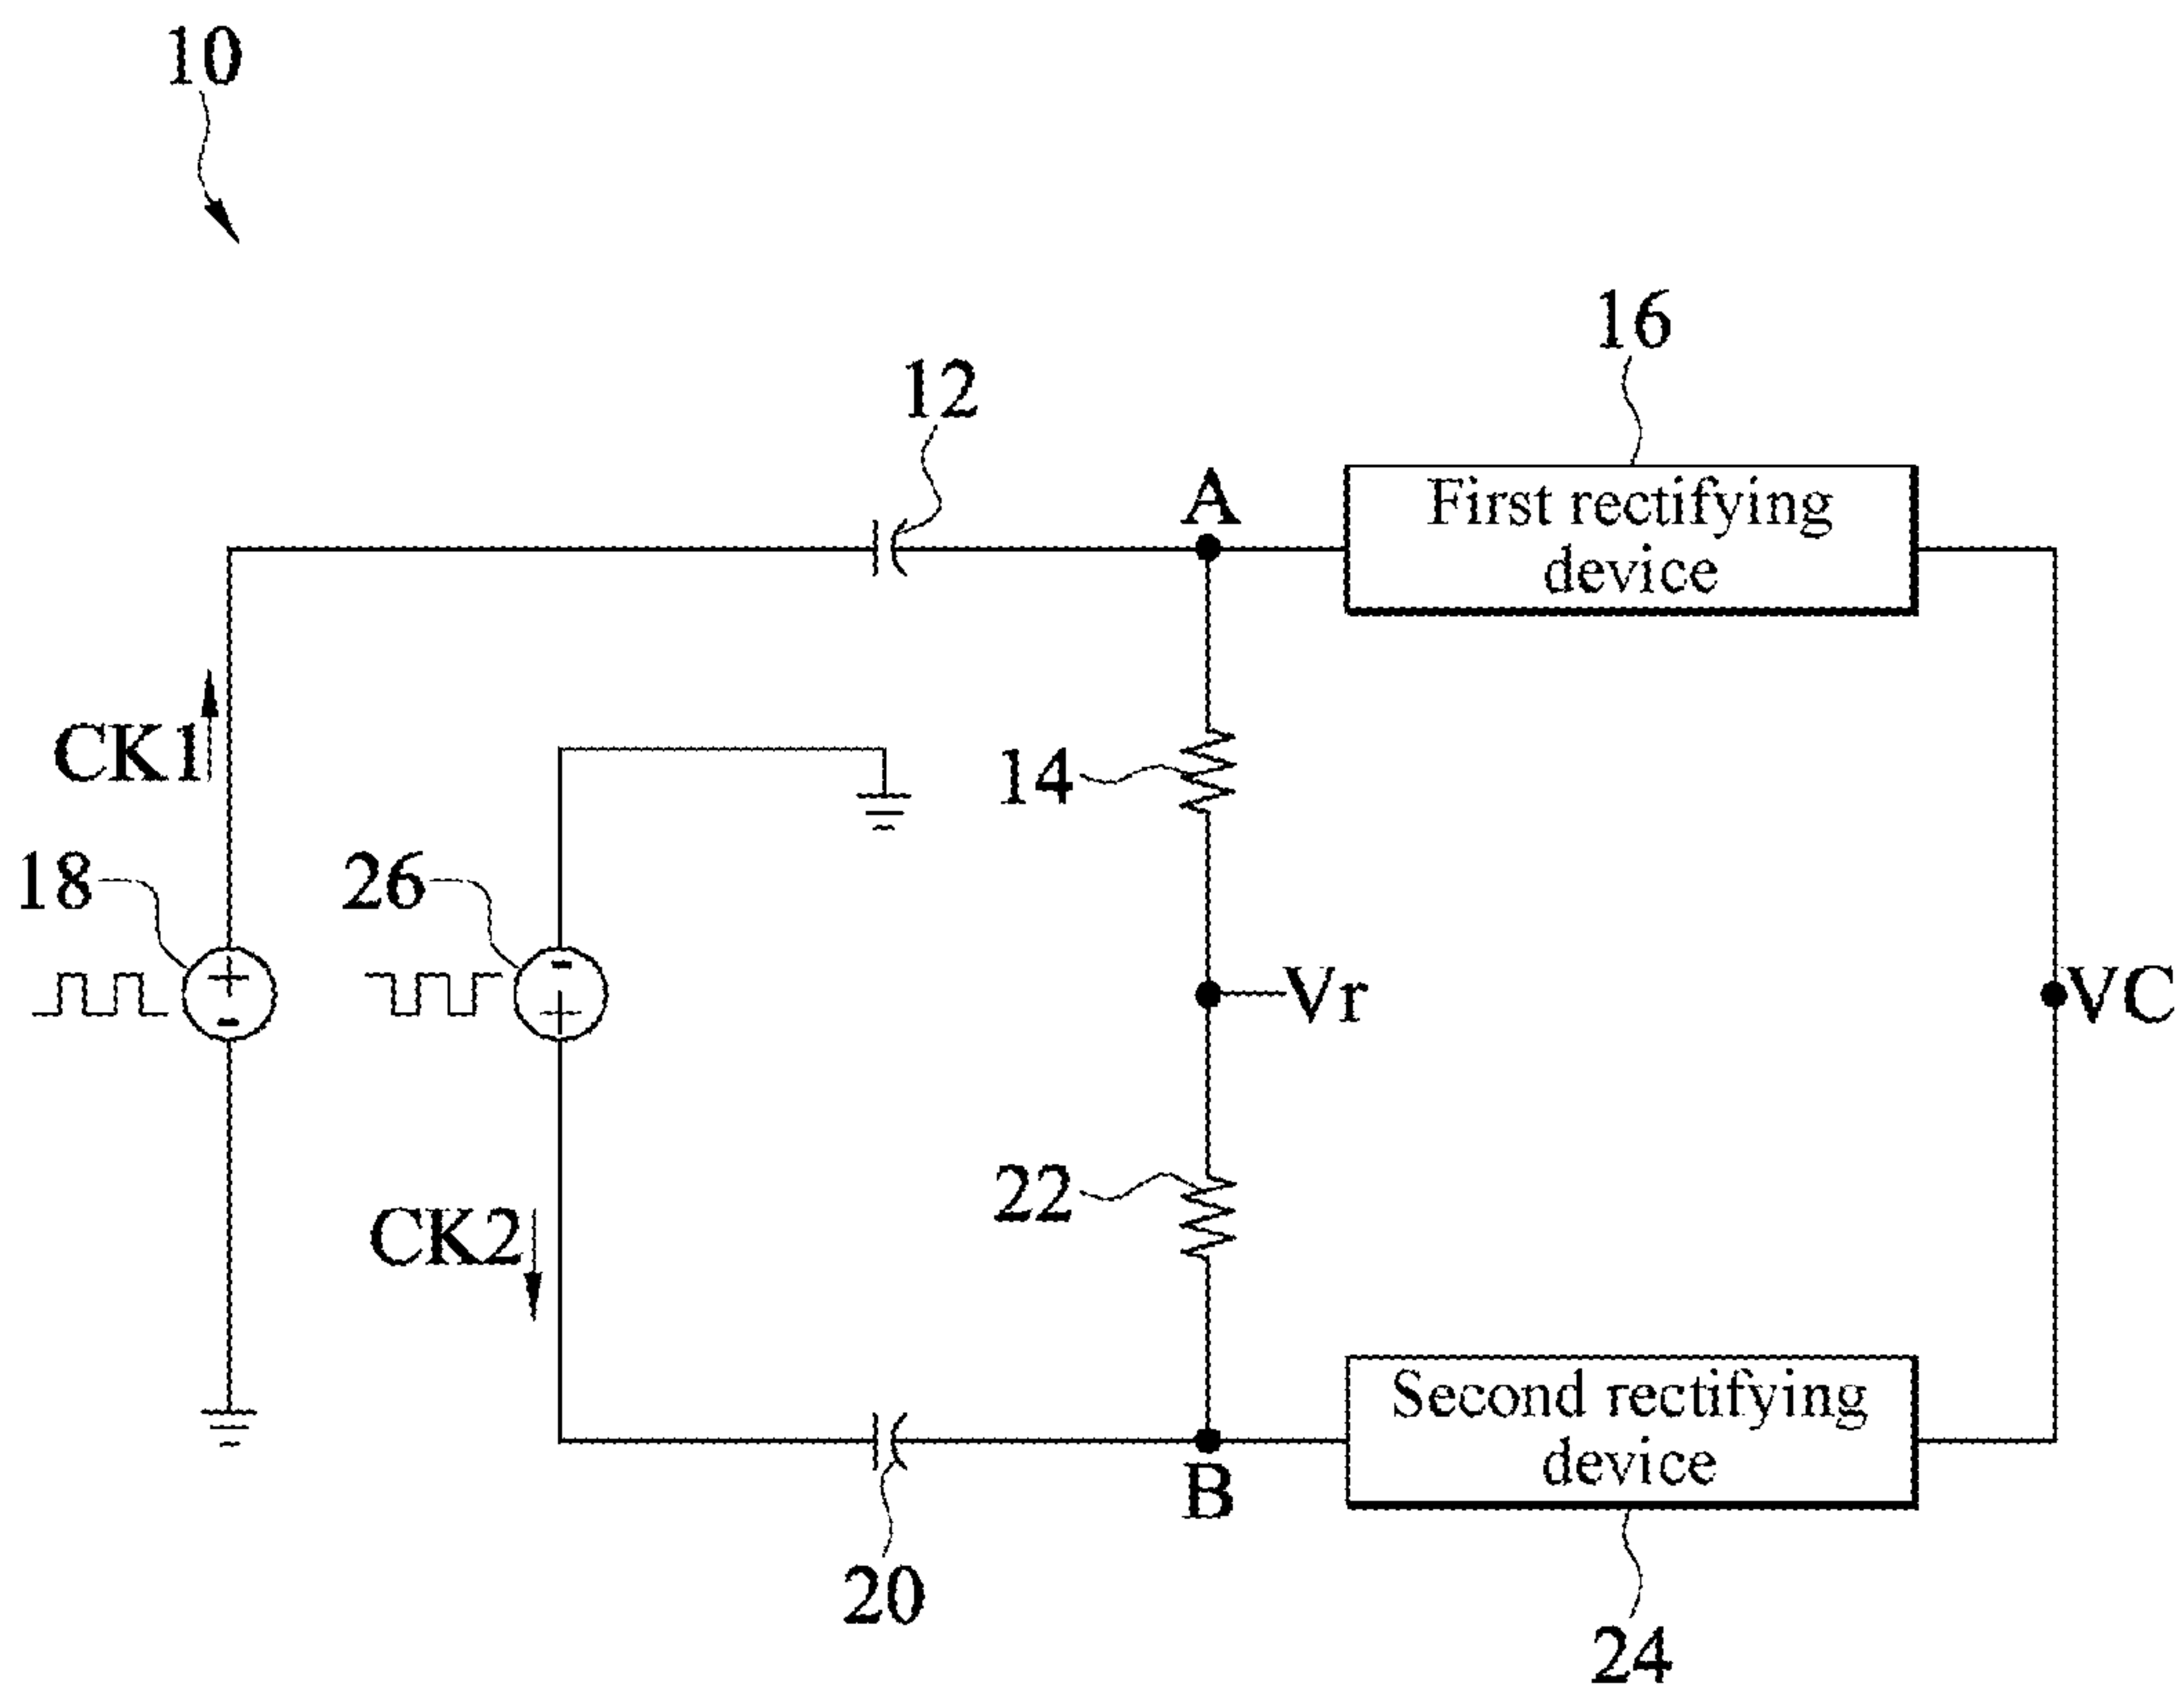 10
16
12
A
First rectifying
device
CK1
14
18
26
Vr
VC
+
-
-
+
22
CK2
Second rectifying
device
B
20
24